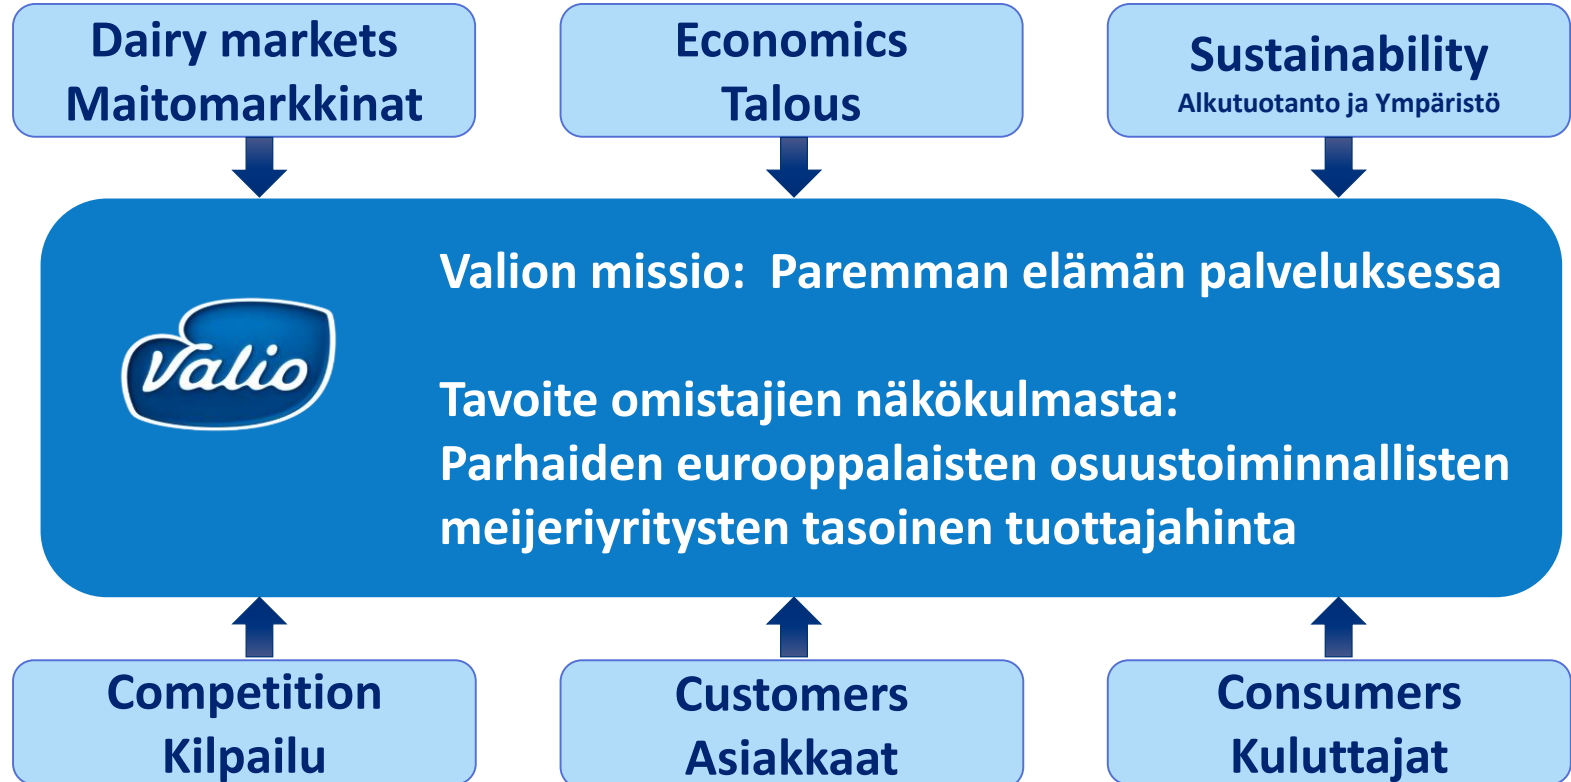 Dairy markets
Maitomarkkinat
Economics
Talous
Sustainability
Alkutuotanto ja Ympäristö
Valio
Valion missio:  Paremman elämän palveluksessa
Tavoite omistajien näkökulmasta:
Parhaiden eurooppalaisten osuustoiminnallisten
meijeriyritysten tasoinen tuottajahinta
Competition
Kilpailu
Customers
Asiakkaat
Consumers
Kuluttajat